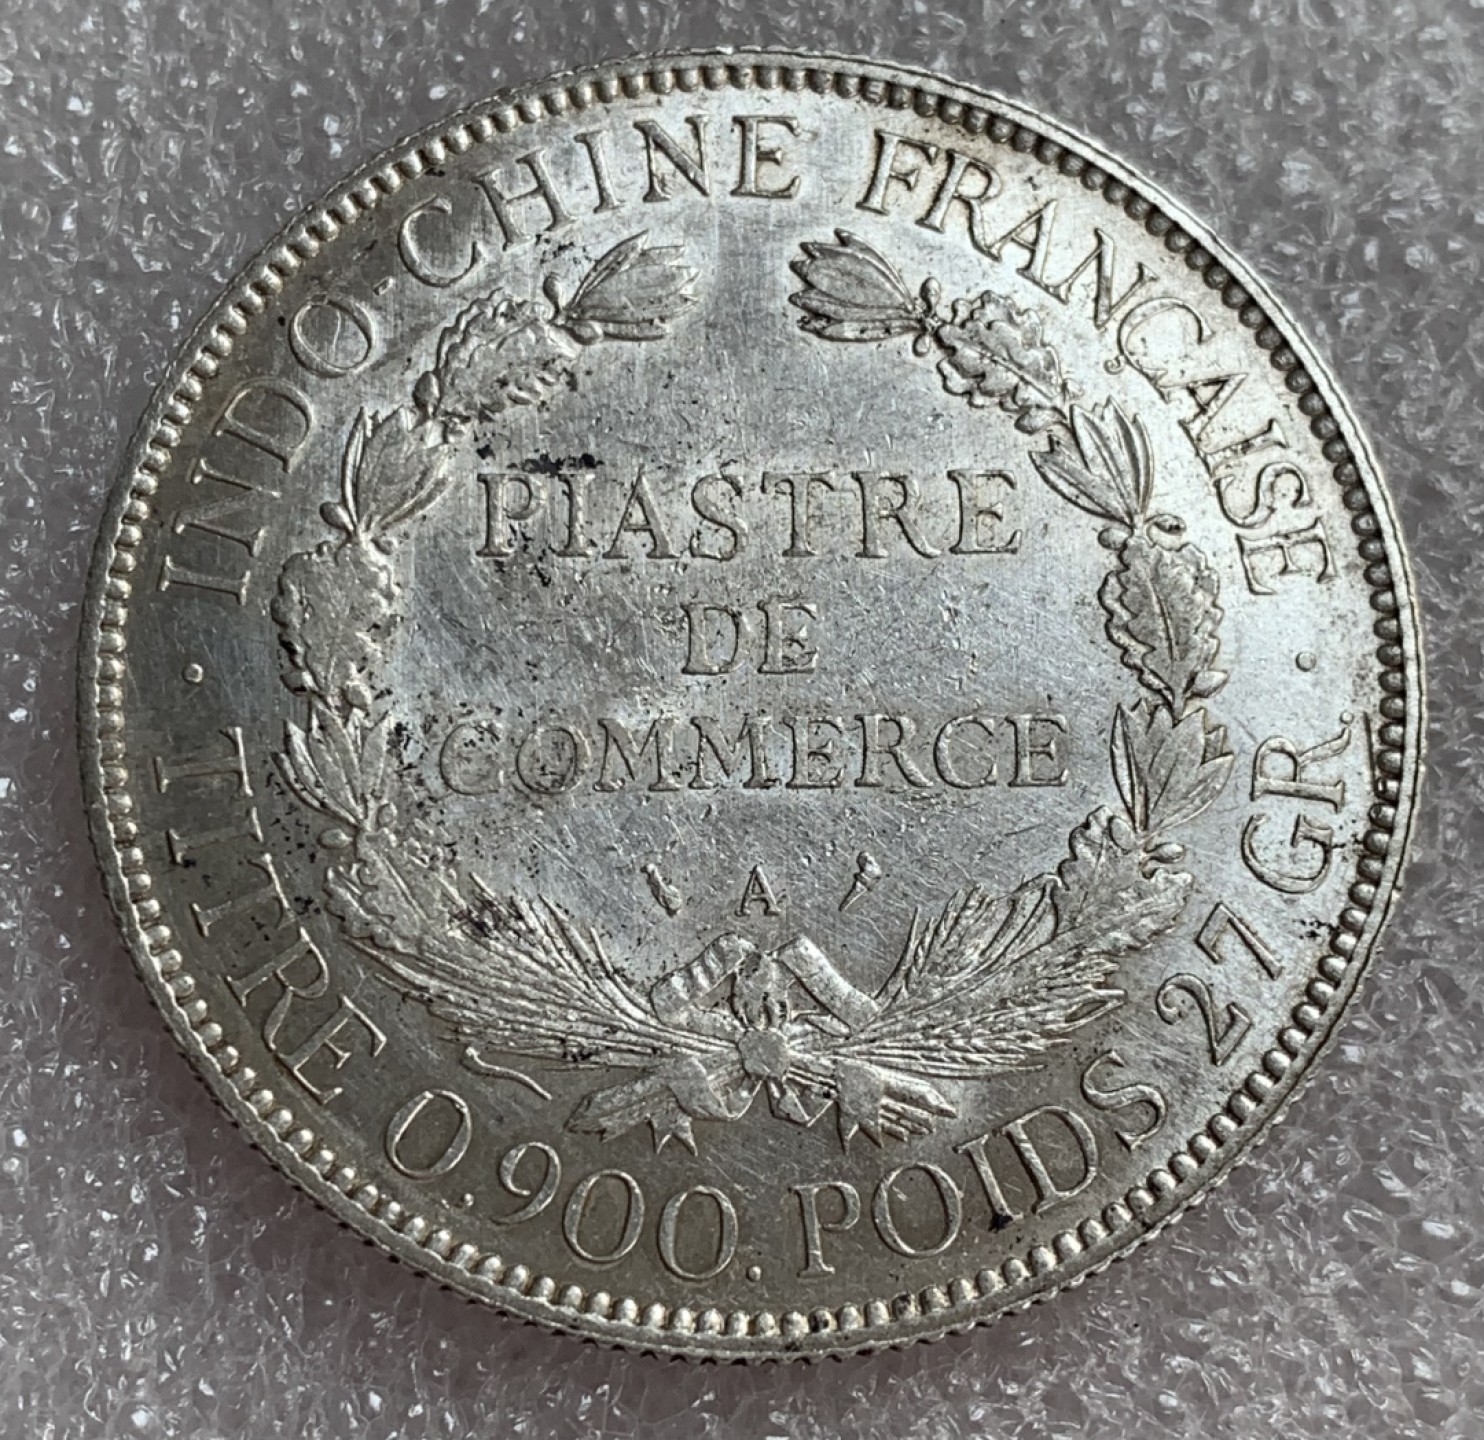 INDO-CHINE FRANÇAISE
PIASTRE
DE
COMMERCE
A
· TITRE 0.900. POIDS 27 GR. ·